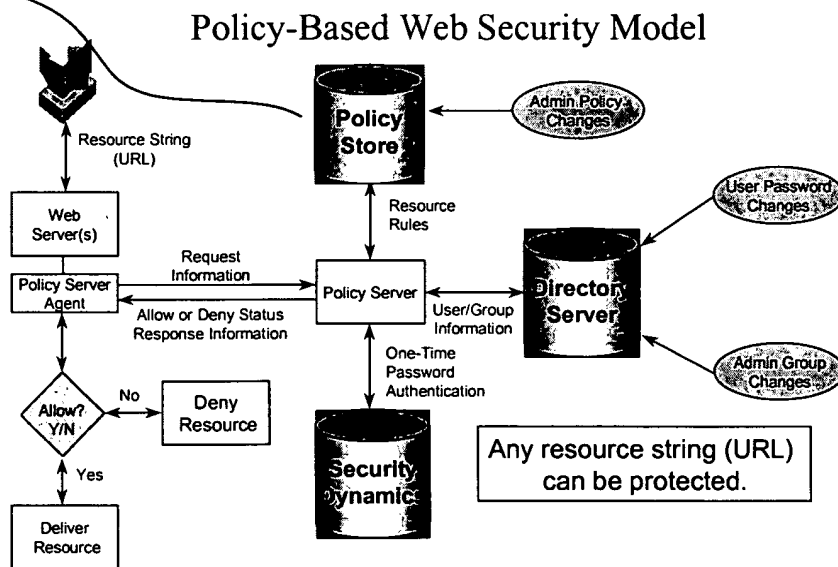 Policy-Based Web Security Model
Resource String
(URL)
Policy
Store
Admin Policy
Changes
User Password
Changes
Web
Server(s)
Resource
Rules
Request
Information
Policy Server
Agent
Policy Server
Directory
Server
Allow or Deny Status
Response Information
User/Group
Information
One-Time
Password
Authentication
Admin Group
Changes
Allow?
Y/N
No
Deny
Resource
Yes
Security
Dynamics
Any resource string (URL)
can be protected.
Deliver
Resource